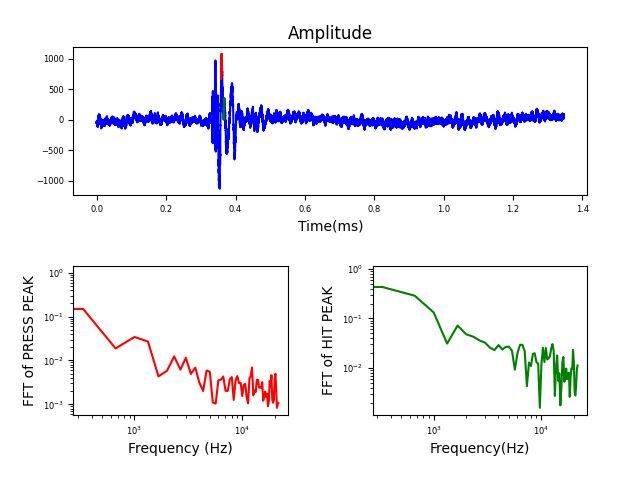 Amplitude
1000
500
0
−500
−1000
0.0 0.2 0.4 0.6 0.8 1.0 1.2 1.4
Time(ms)
FFT of PRESS PEAK
10⁰
10⁻¹
10⁻²
10⁻³
10³ 10⁴
Frequency (Hz)
FFT of HIT PEAK
10⁰
10⁻¹
10⁻²
10³ 10⁴
Frequency(Hz)